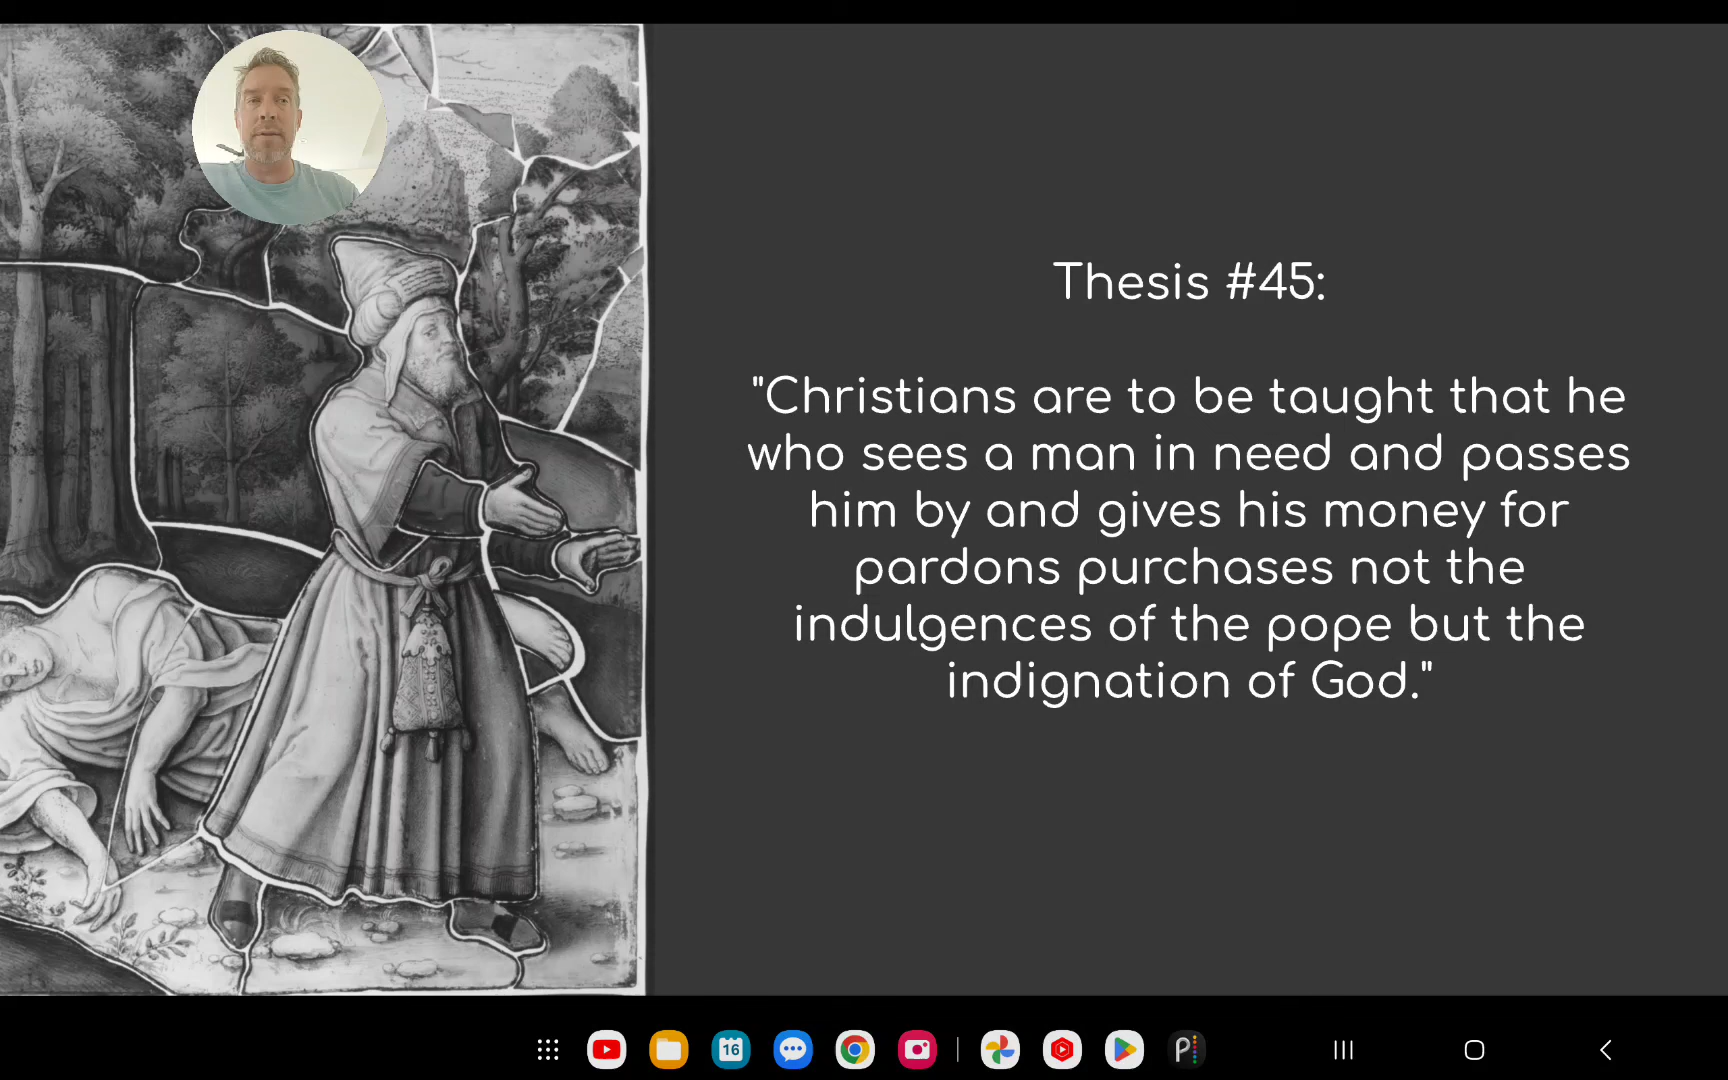 Thesis #45:
"Christians are to be taught that he
who sees a man in need and passes
him by and gives his money for
pardons purchases not the
indulgences of the pope but the
indignation of God."
16